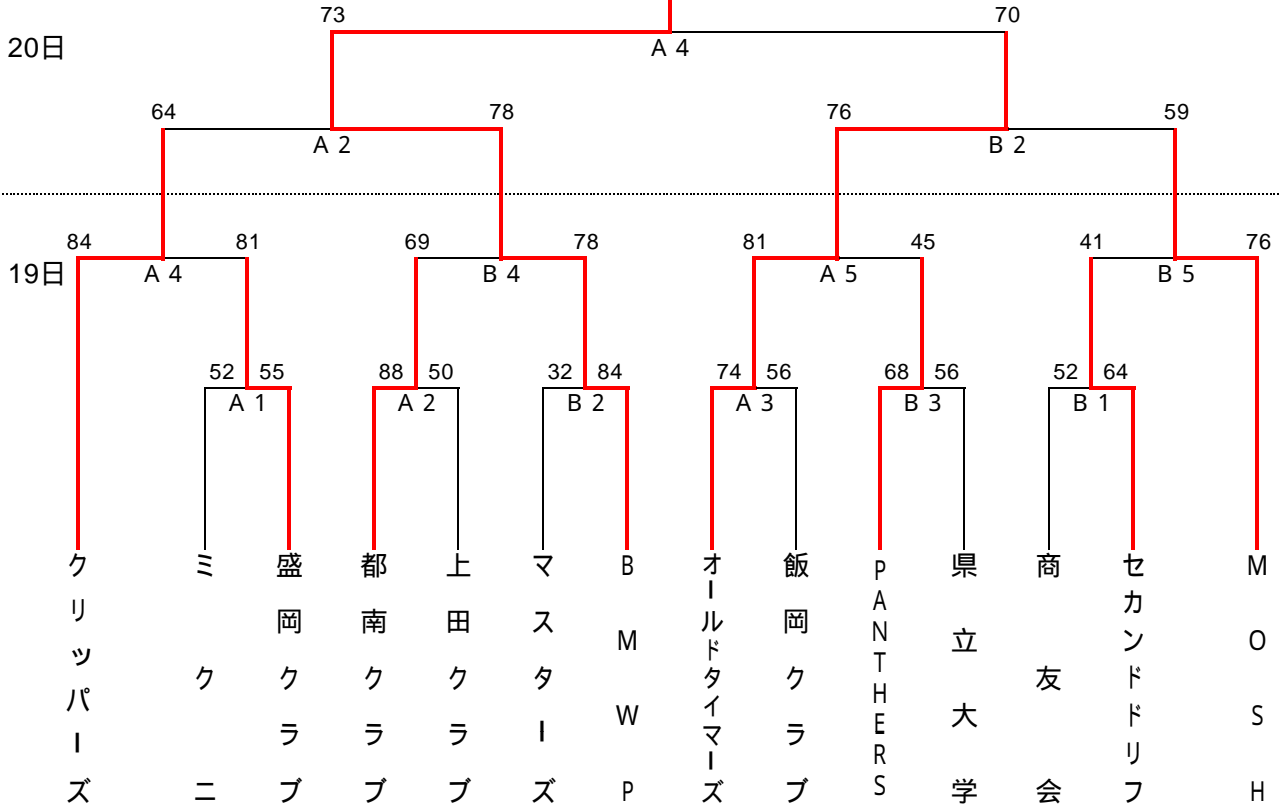 73 70
20日
A 4
64 78 76 59
A 2 B 2
84 81 69 78 81 45 41 76
19日 A 4 B 4 A 5 B 5
52 55 88 50 32 84 74 56 68 56 52 64
A 1 A 2 B 2 A 3 B 3 B 1
クリッパーズ
ミクニ
盛岡クラブ
都南クラブ
上田クラブ
マスターズ
BMWP
オールドタイマーズ
飯岡クラブ
PANTHERS
県立大学
商友会
セカンドドリフ
MOSH